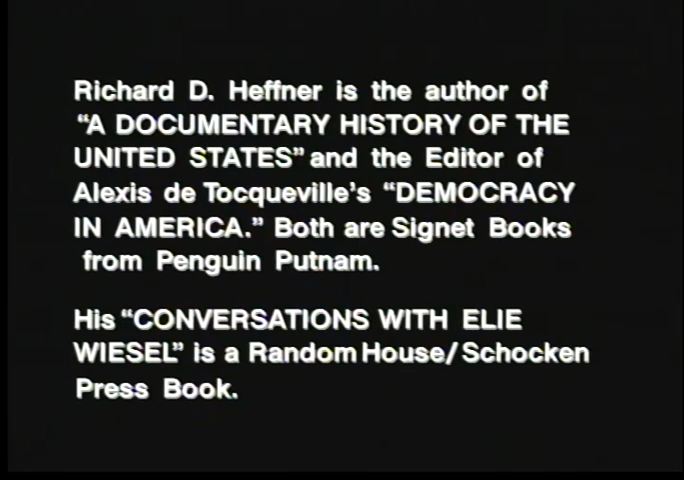 Richard D. Heffner is the author of
“A DOCUMENTARY HISTORY OF THE
UNITED STATES” and the Editor of
Alexis de Tocqueville’s “DEMOCRACY
IN AMERICA.” Both are Signet Books
from Penguin Putnam.
His “CONVERSATIONS WITH ELIE
WIESEL” is a Random House/Schocken
Press Book.